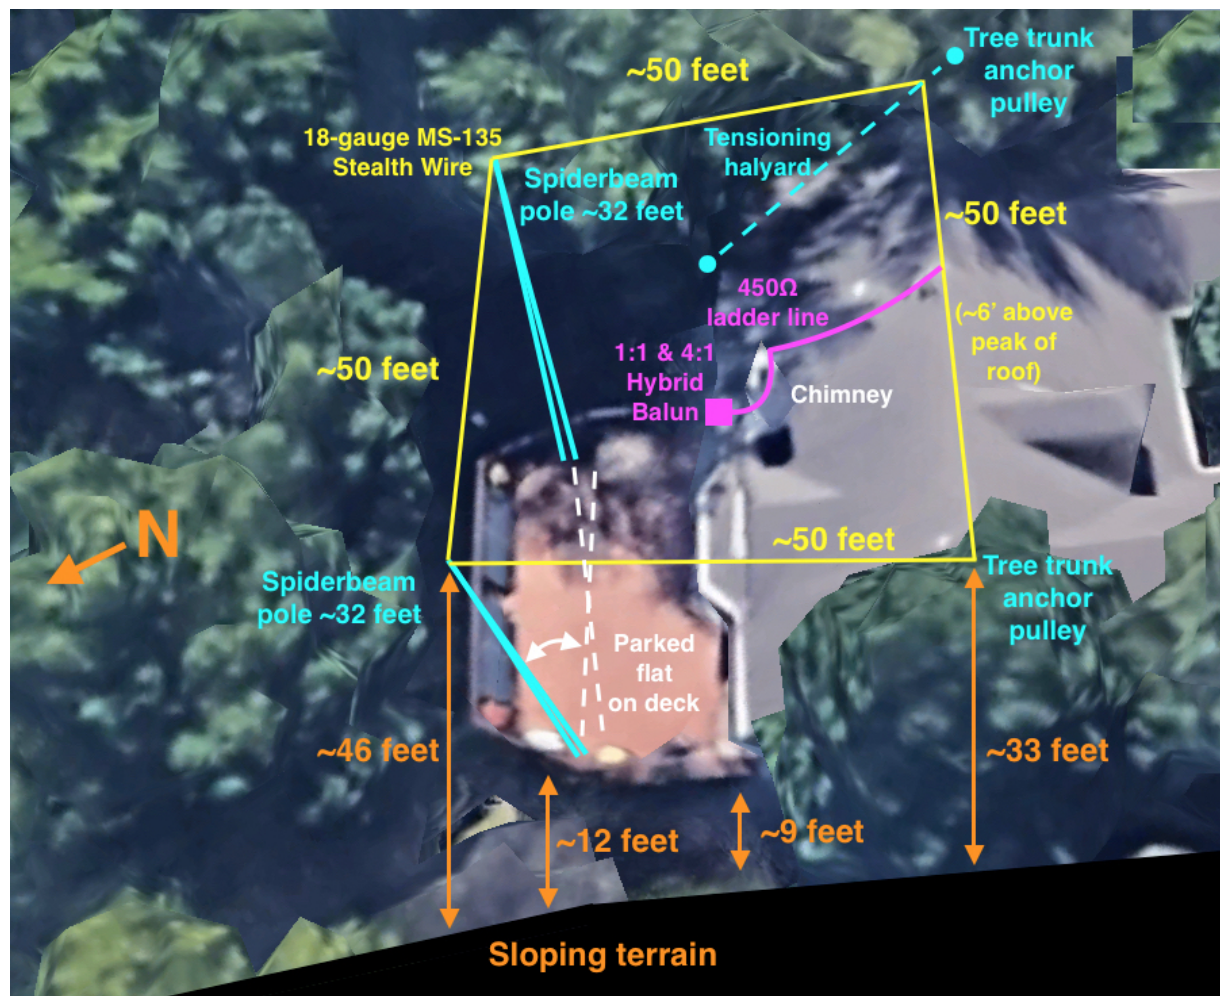 Tree trunk
anchor
pulley
~50 feet
18-gauge MS-135
Stealth Wire
Tensioning
halyard
Spiderbeam
pole ~32 feet
~50 feet
450Ω
ladder line
(~6’ above
peak of
roof)
1:1 & 4:1
Hybrid
Balun
Chimney
~50 feet
N
~50 feet
Spiderbeam
pole ~32 feet
Tree trunk
anchor
pulley
Parked
flat
on deck
~46 feet
~33 feet
~12 feet
~9 feet
Sloping terrain